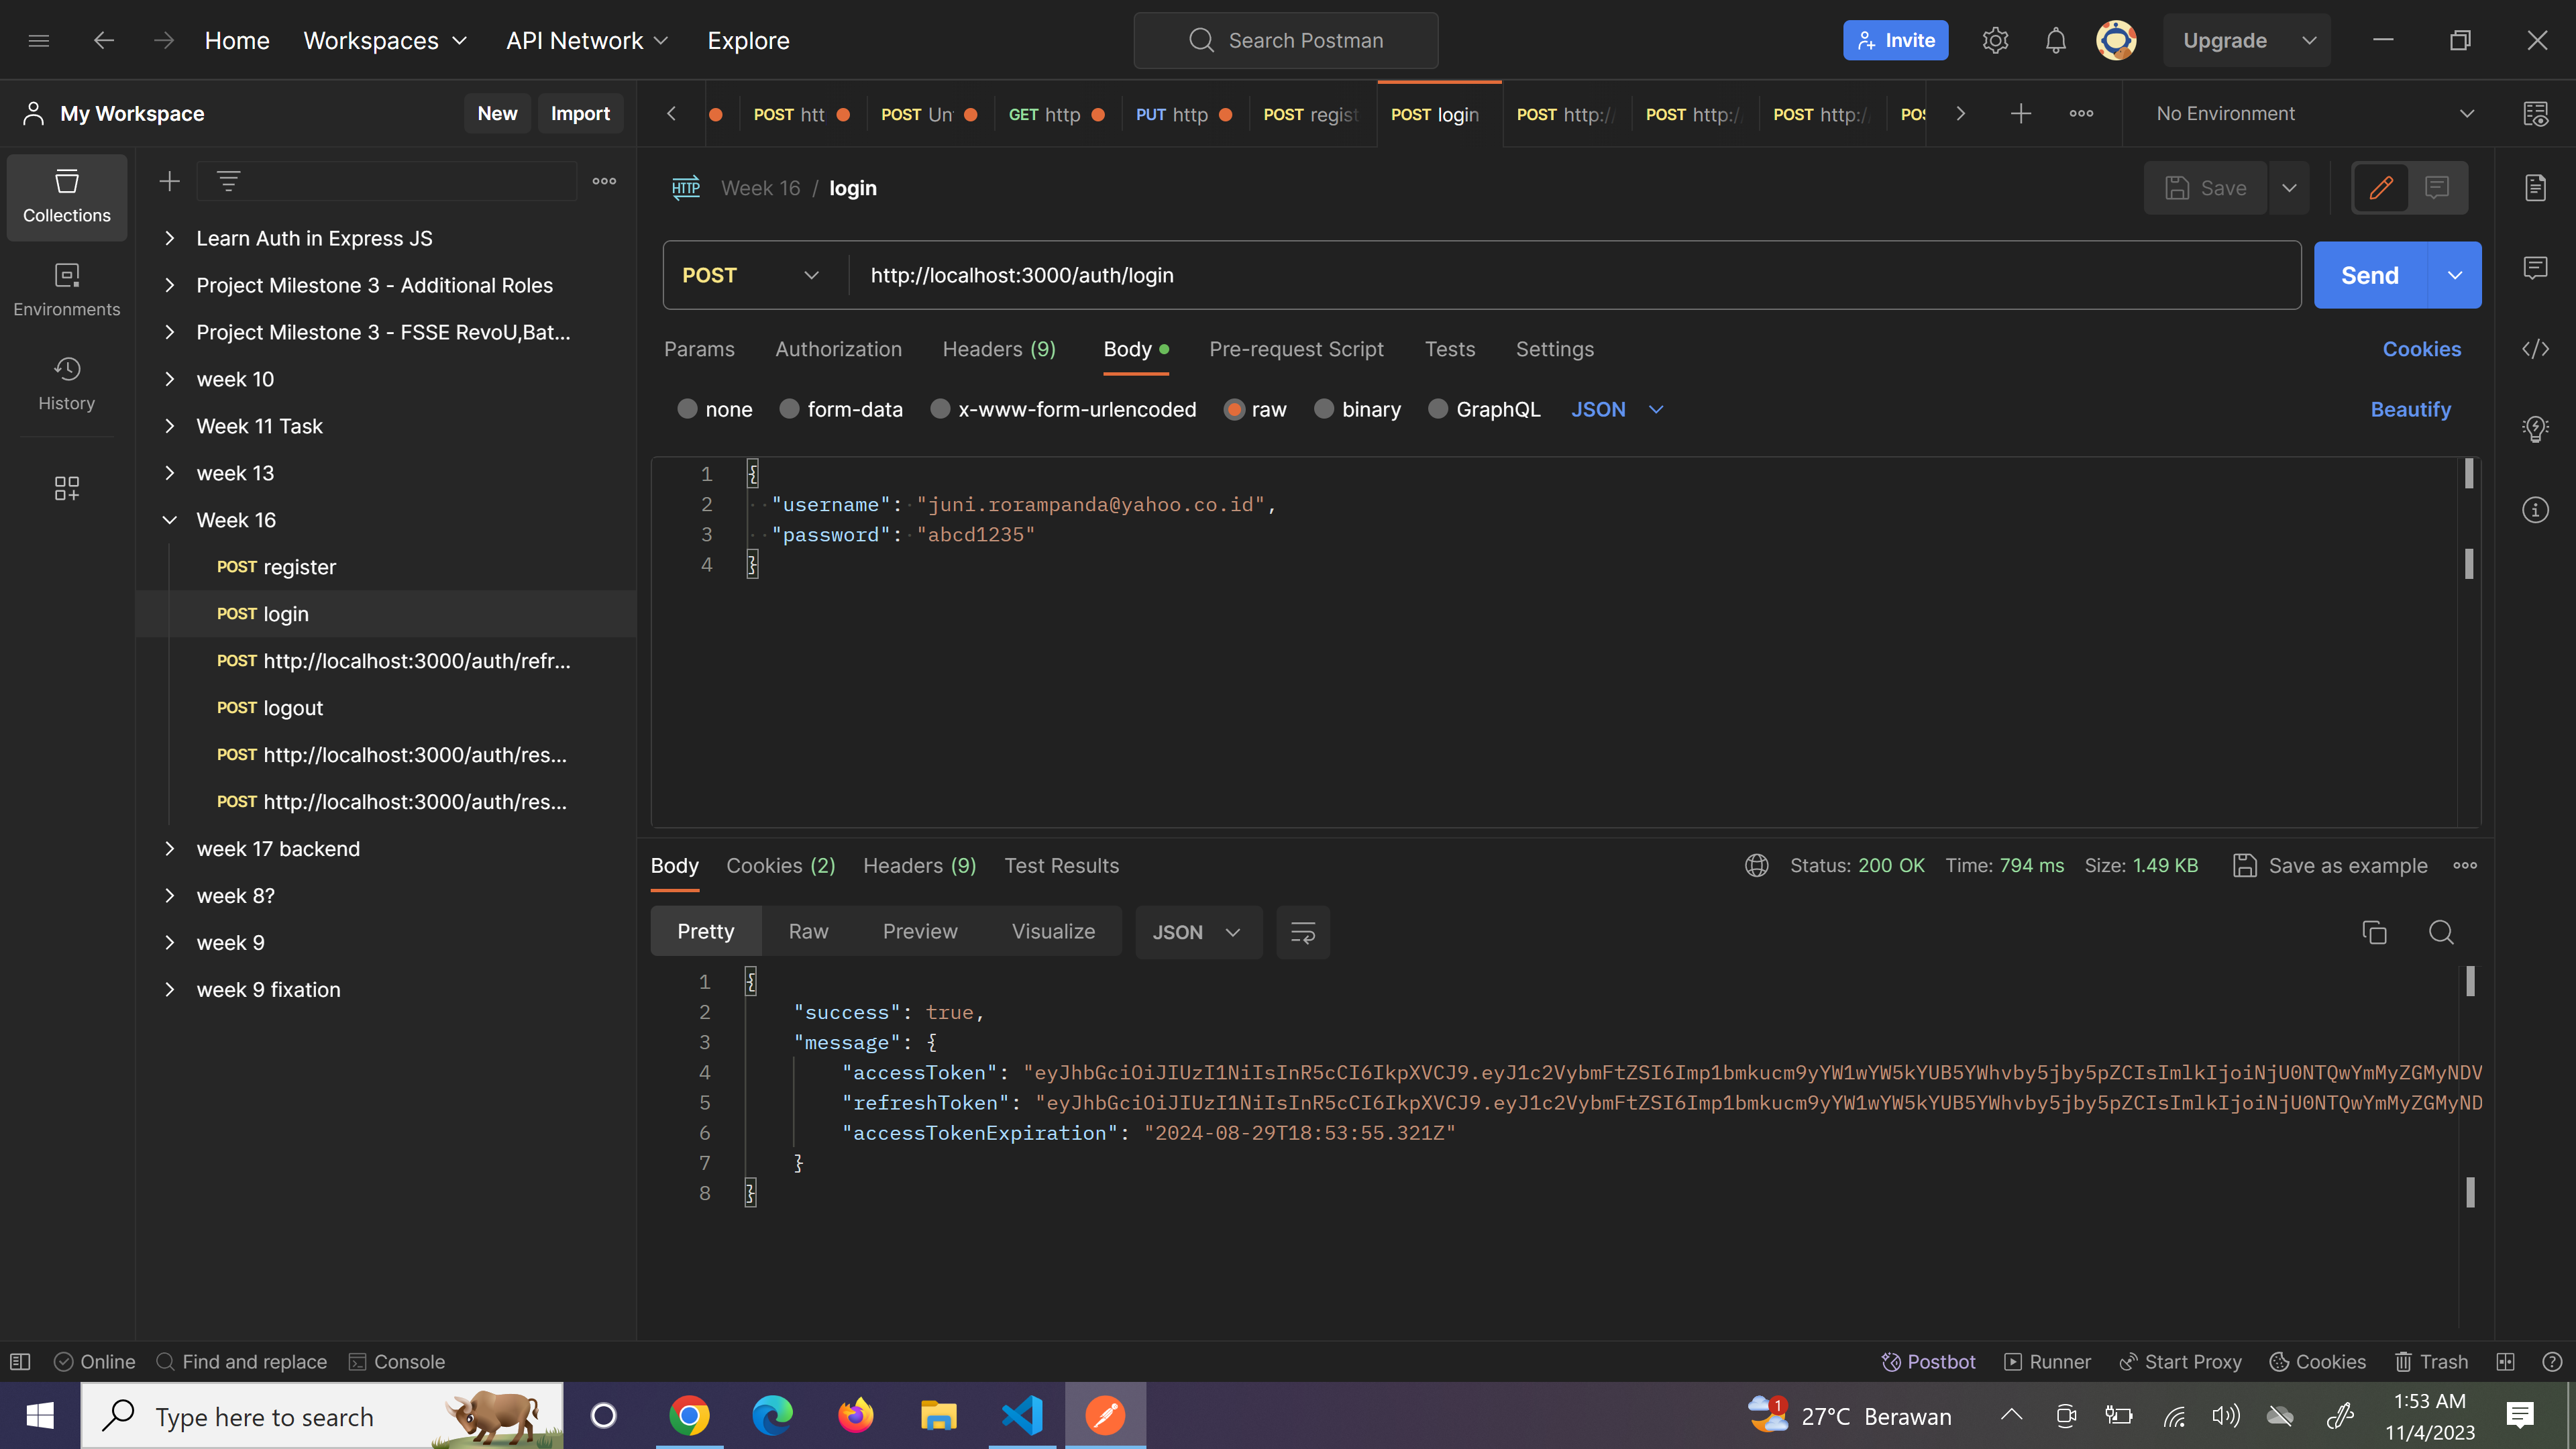 Home Workspaces API Network Explore Search Postman Invite Upgrade
My Workspace New Import POST htt POST Un GET http PUT http POST regist POST login POST http:/ POST http:/ POST http:/ POS No Environment
Collections
Environments
History
Learn Auth in Express JS
Project Milestone 3 - Additional Roles
Project Milestone 3 - FSSE RevoU,Bat...
week 10
Week 11 Task
week 13
Week 16
POST register
POST login
POST http://localhost:3000/auth/refr...
POST logout
POST http://localhost:3000/auth/res...
POST http://localhost:3000/auth/res...
week 17 backend
week 8?
week 9
week 9 fixation
HTTP Week 16 / login Save
POST http://localhost:3000/auth/login Send
Params Authorization Headers (9) Body Pre-request Script Tests Settings Cookies
none form-data x-www-form-urlencoded raw binary GraphQL JSON Beautify
1 {
2 "username": "juni.rorampanda@yahoo.co.id",
3 "password": "abcd1235"
4 }
Body Cookies (2) Headers (9) Test Results Status: 200 OK Time: 794 ms Size: 1.49 KB Save as example
Pretty Raw Preview Visualize JSON
1 {
2 "success": true,
3 "message": {
4 "accessToken": "eyJhbGciOiJIUzI1NiIsInR5cCI6IkpXVCJ9.eyJ1c2VybmFtZSI6Imp1bmkucm9yYW1wYW5kYUB5YWhvby5jby5pZCIsImlkIjoiNjU0NTQwYmMyZGMyNDV
5 "refreshToken": "eyJhbGciOiJIUzI1NiIsInR5cCI6IkpXVCJ9.eyJ1c2VybmFtZSI6Imp1bmkucm9yYW1wYW5kYUB5YWhvby5jby5pZCIsImlkIjoiNjU0NTQwYmMyZGMyND
6 "accessTokenExpiration": "2024-08-29T18:53:55.321Z"
7 }
8 }
Online Find and replace Console Postbot Runner Start Proxy Cookies Trash
Type here to search 1 27°C Berawan 1:53 AM
11/4/2023